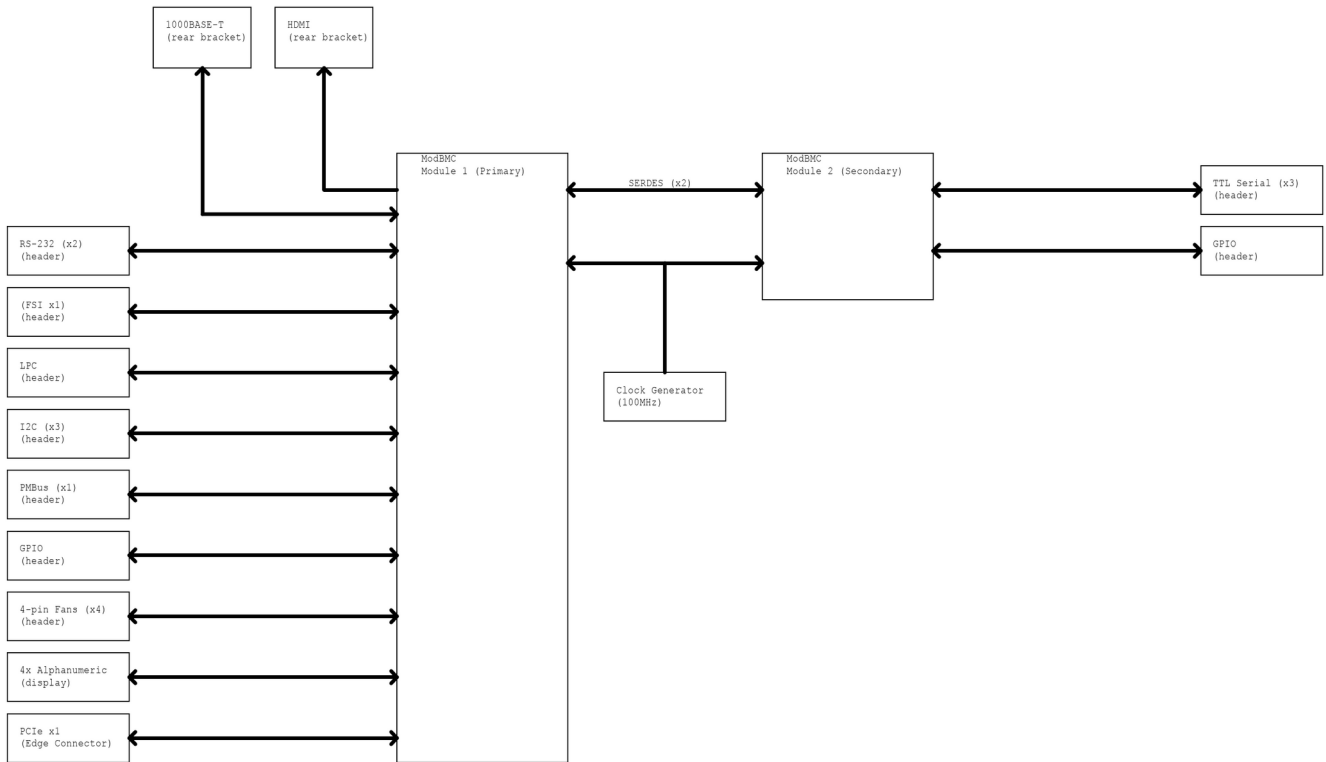 1000BASE-T
(rear bracket)
HDMI
(rear bracket)
ModBMC
Module 1 (Primary)
SERDES (x2)
ModBMC
Module 2 (Secondary)
TTL Serial (x3)
(header)
GPIO
(header)
RS-232 (x2)
(header)
(FSI x1)
(header)
LPC
(header)
Clock Generator
(100MHz)
I2C (x3)
(header)
PMBus (x1)
(header)
GPIO
(header)
4-pin Fans (x4)
(header)
4x Alphanumeric
(display)
PCIe x1
(Edge Connector)